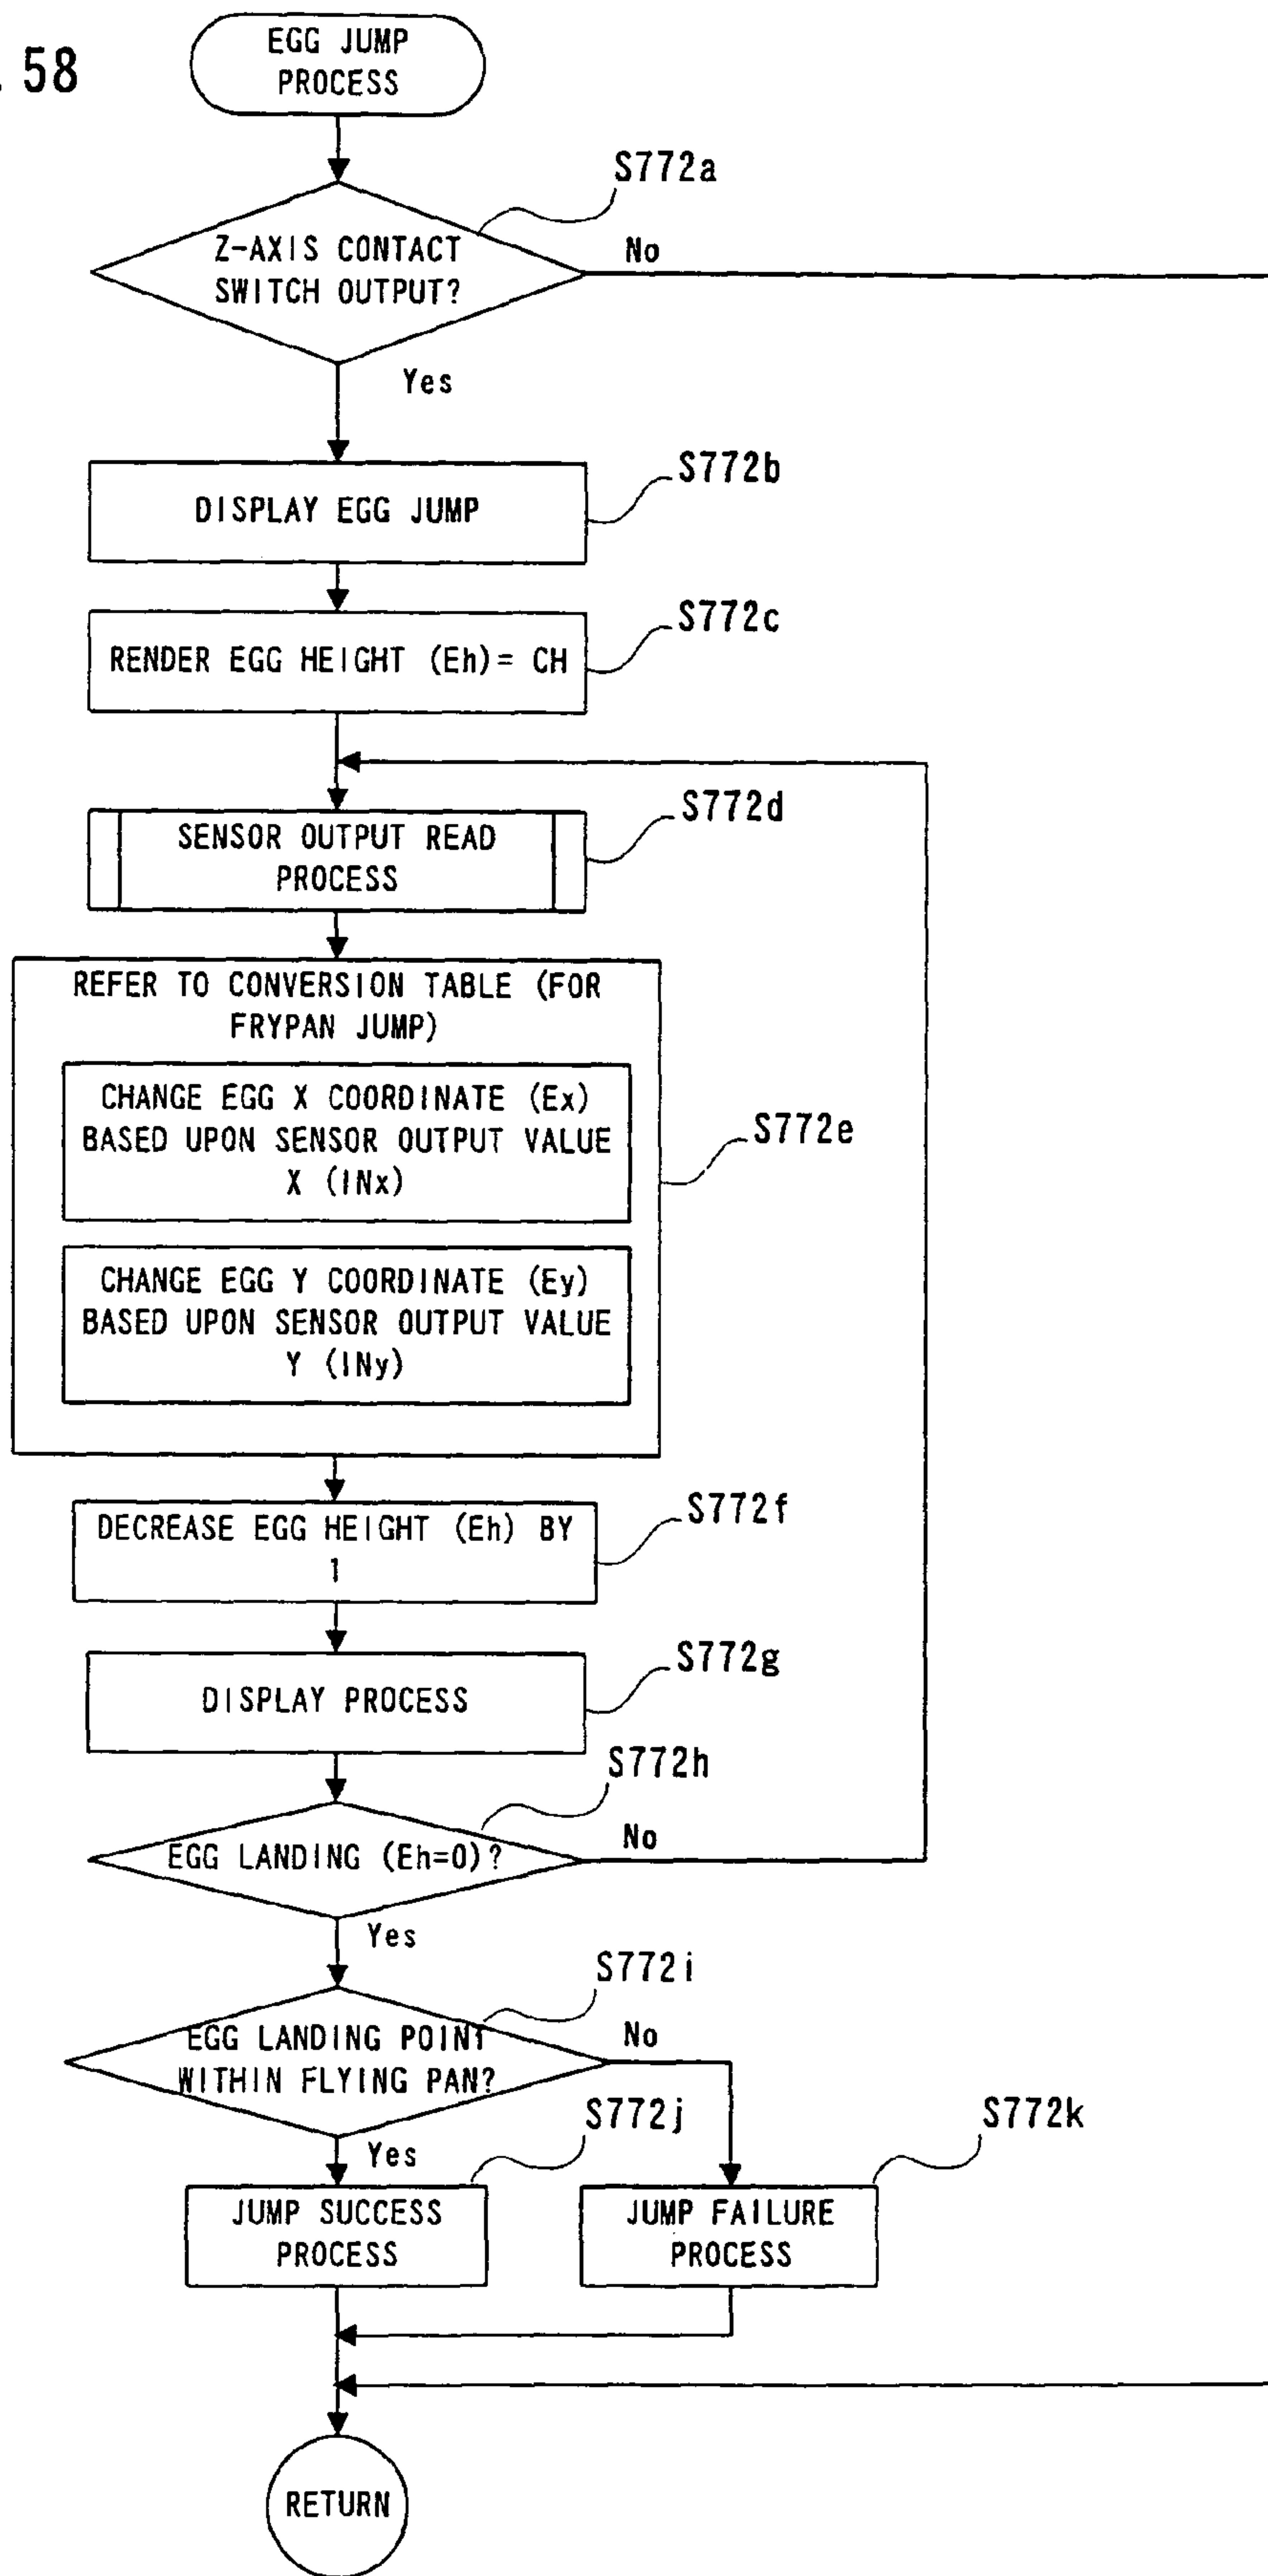 . 58
EGG JUMP
PROCESS
S772a
Z-AXIS CONTACT
SWITCH OUTPUT?
No
Yes
S772b
DISPLAY EGG JUMP
S772c
RENDER EGG HEIGHT (Eh)= CH
S772d
SENSOR OUTPUT READ
PROCESS
REFER TO CONVERSION TABLE (FOR
FRYPAN JUMP)
CHANGE EGG X COORDINATE (Ex)
BASED UPON SENSOR OUTPUT VALUE
X (INx)
S772e
CHANGE EGG Y COORDINATE (Ey)
BASED UPON SENSOR OUTPUT VALUE
Y (INy)
S772f
DECREASE EGG HEIGHT (Eh) BY
1
S772g
DISPLAY PROCESS
S772h
EGG LANDING (Eh=0)?
No
Yes
S772i
EGG LANDING POINT
WITHIN FLYING PAN?
No
Yes
S772j
S772k
JUMP SUCCESS
PROCESS
JUMP FAILURE
PROCESS
RETURN